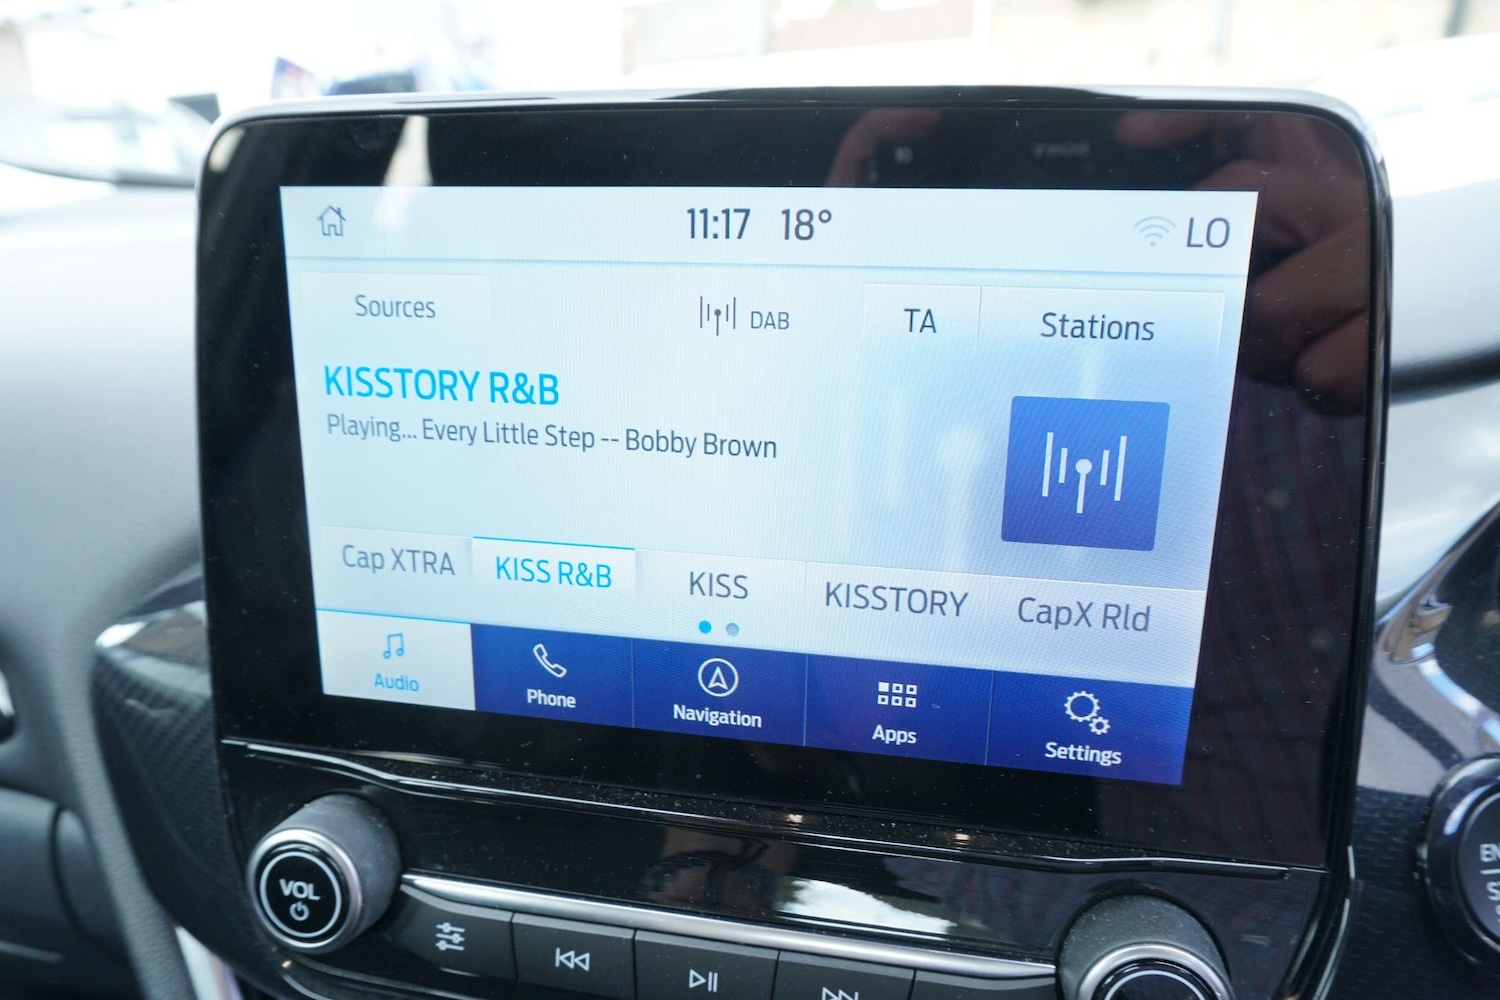 11:17 18° LO
Sources DAB TA Stations
KISSTORY R&B
Playing... Every Little Step -- Bobby Brown
Cap XTRA KISS R&B KISS KISSTORY CapX Rld
Audio Phone Navigation Apps Settings
VOL